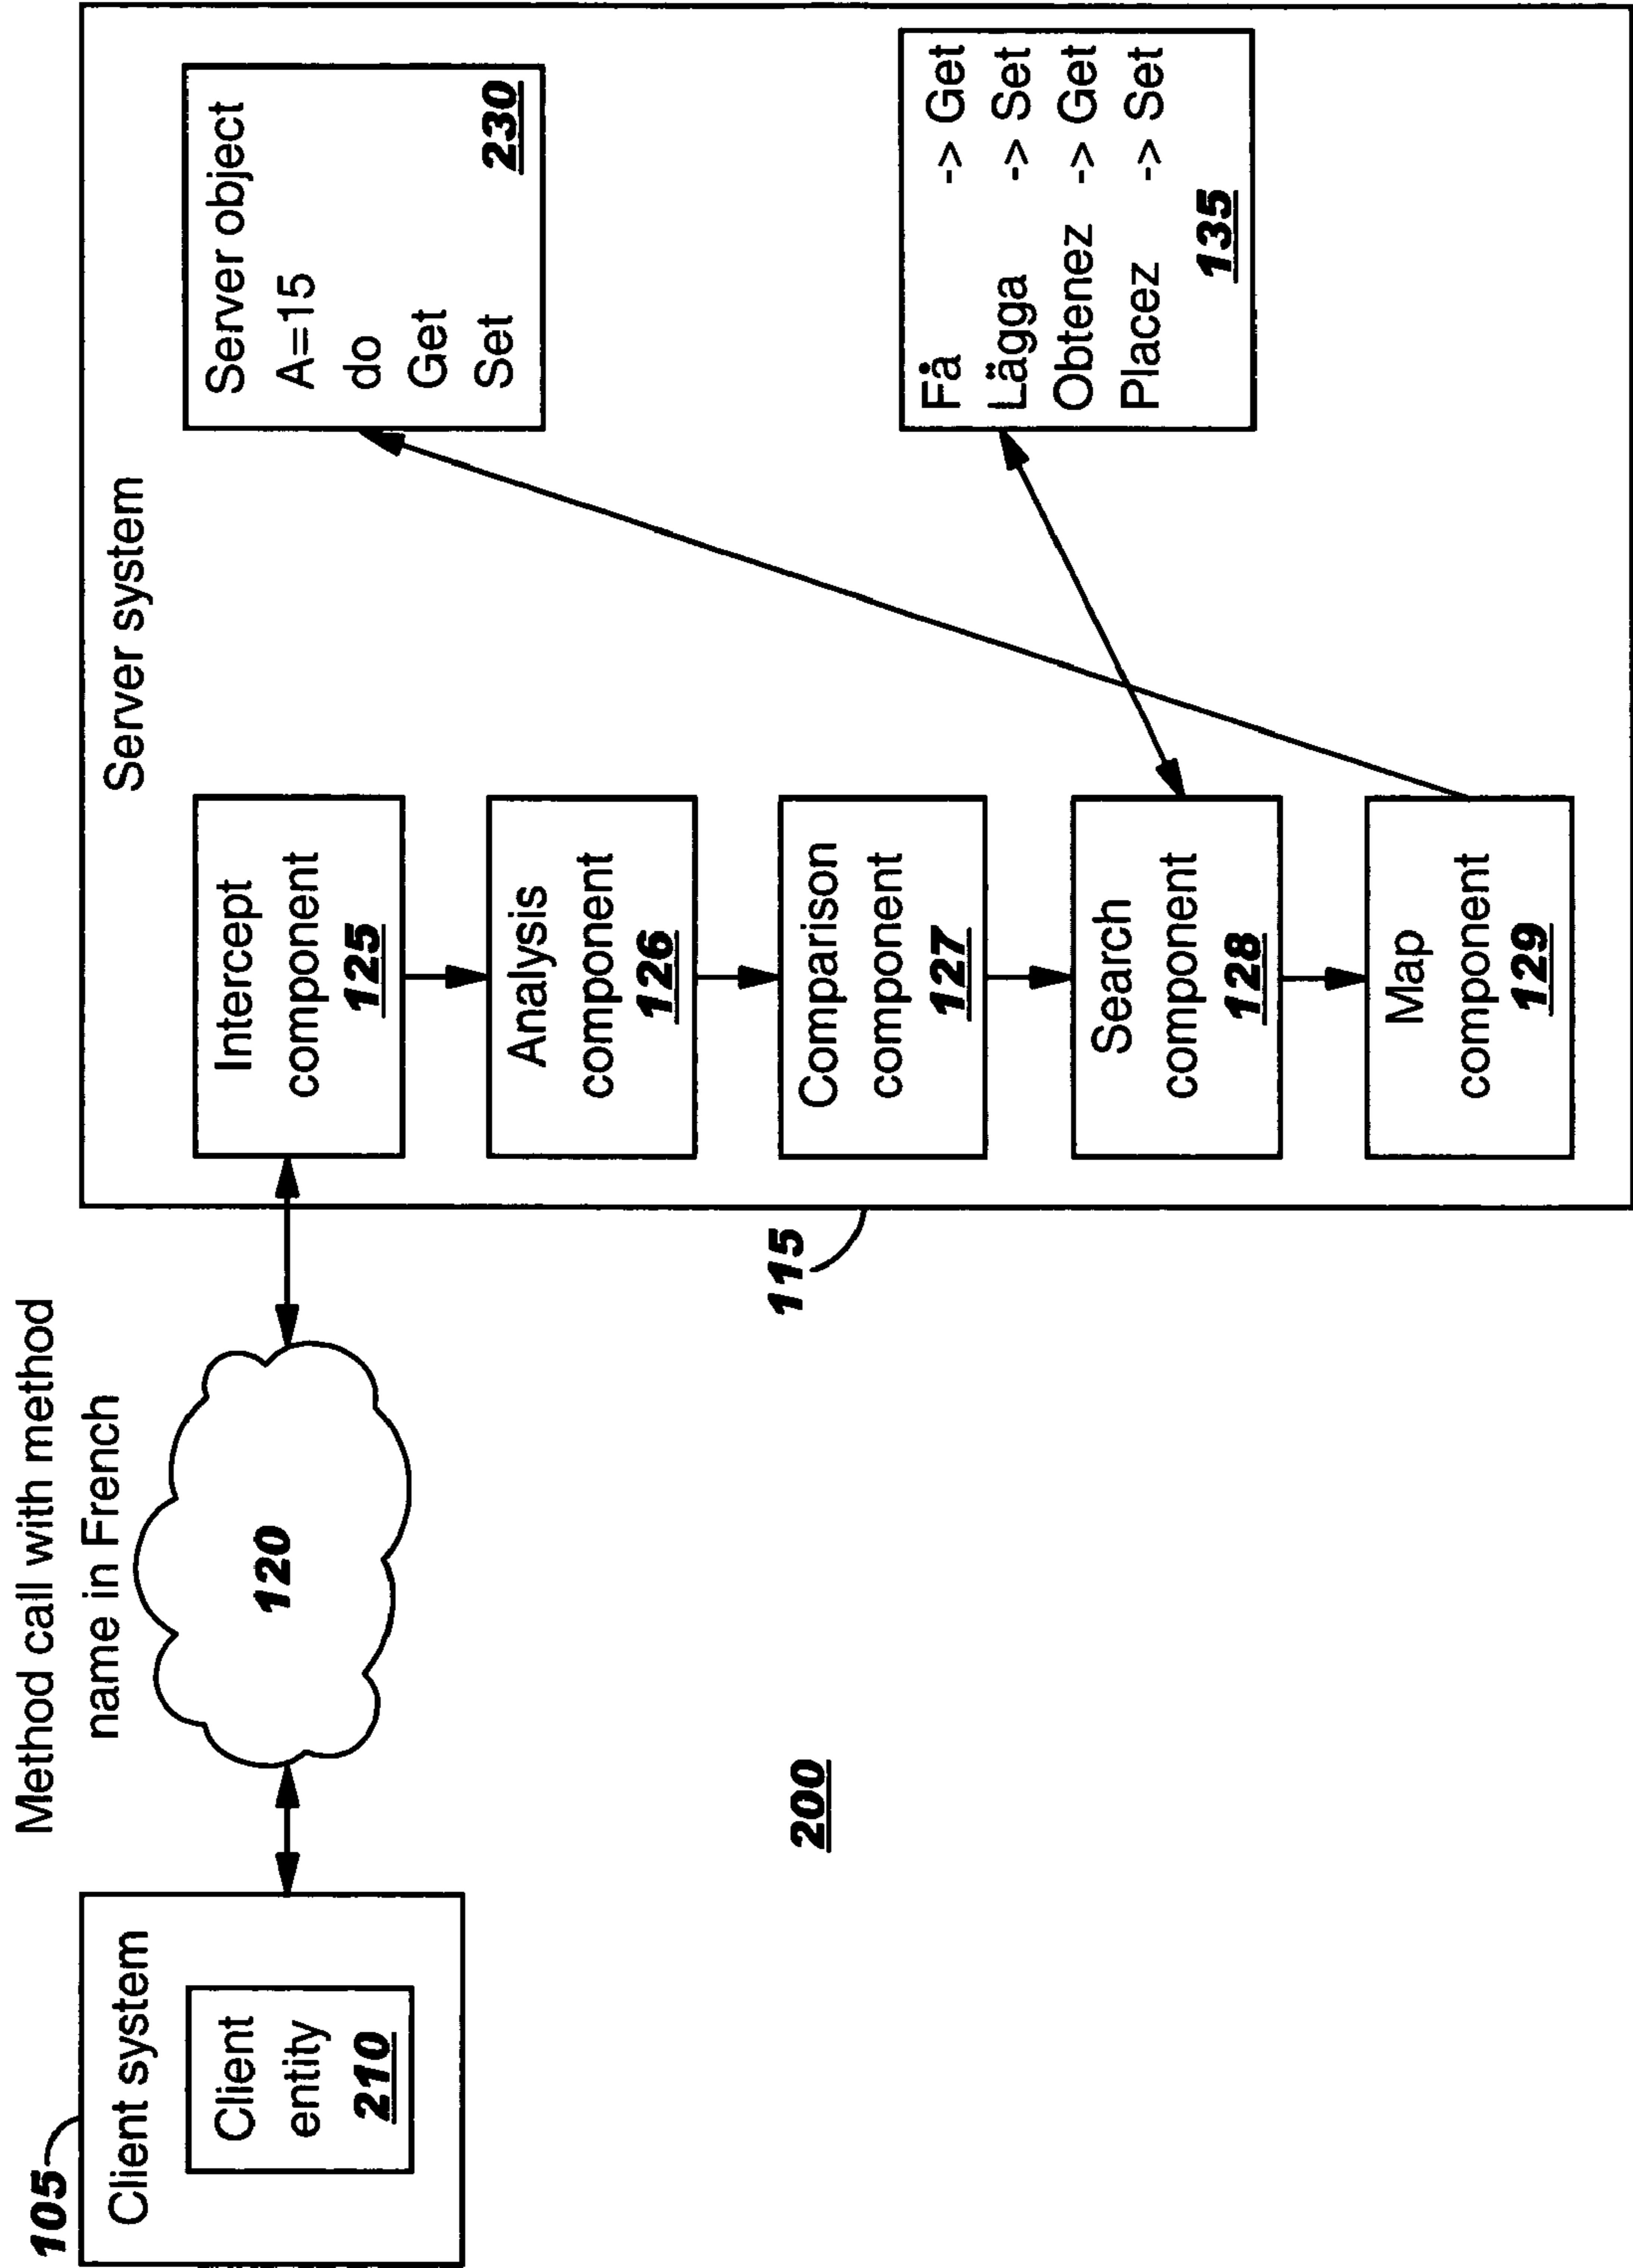 105
Client system
Client
entity
210
Method call with method
name in French
120
200
115
Server system
Intercept
component
125
Analysis
component
126
Comparison
component
127
Search
component
128
Map
component
129
Server object
A=15
do
Get
Set
230
Få -> Get
Lägga -> Set
Obtenez -> Get
Placez -> Set
135